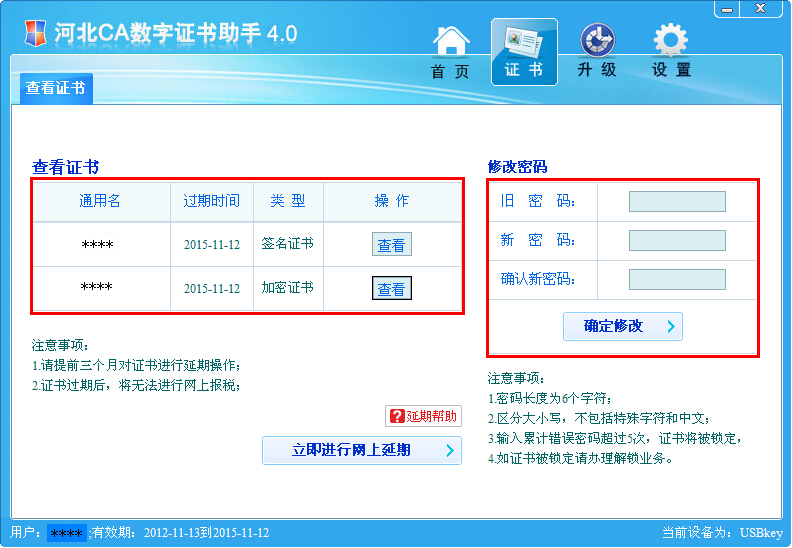 河北CA数字证书助手 4.0
首 页 证 书 升 级 设 置
查看证书
查看证书
通用名 过期时间 类 型 操 作
**** 2015-11-12 签名证书 查看
**** 2015-11-12 加密证书 查看
注意事项:
1.请提前三个月对证书进行延期操作；
2.证书过期后，将无法进行网上报税；
?延期帮助
立即进行网上延期
修改密码
旧 密 码:
新 密 码:
确认新密码:
确定修改
注意事项:
1.密码长度为6个字符；
2.区分大小写，不包括特殊字符和中文；
3.输入累计错误密码超过5次，证书将被锁定，
4.如证书被锁定请办理解锁业务。
用户: **** ;有效期: 2012-11-13到2015-11-12
当前设备为: USBkey